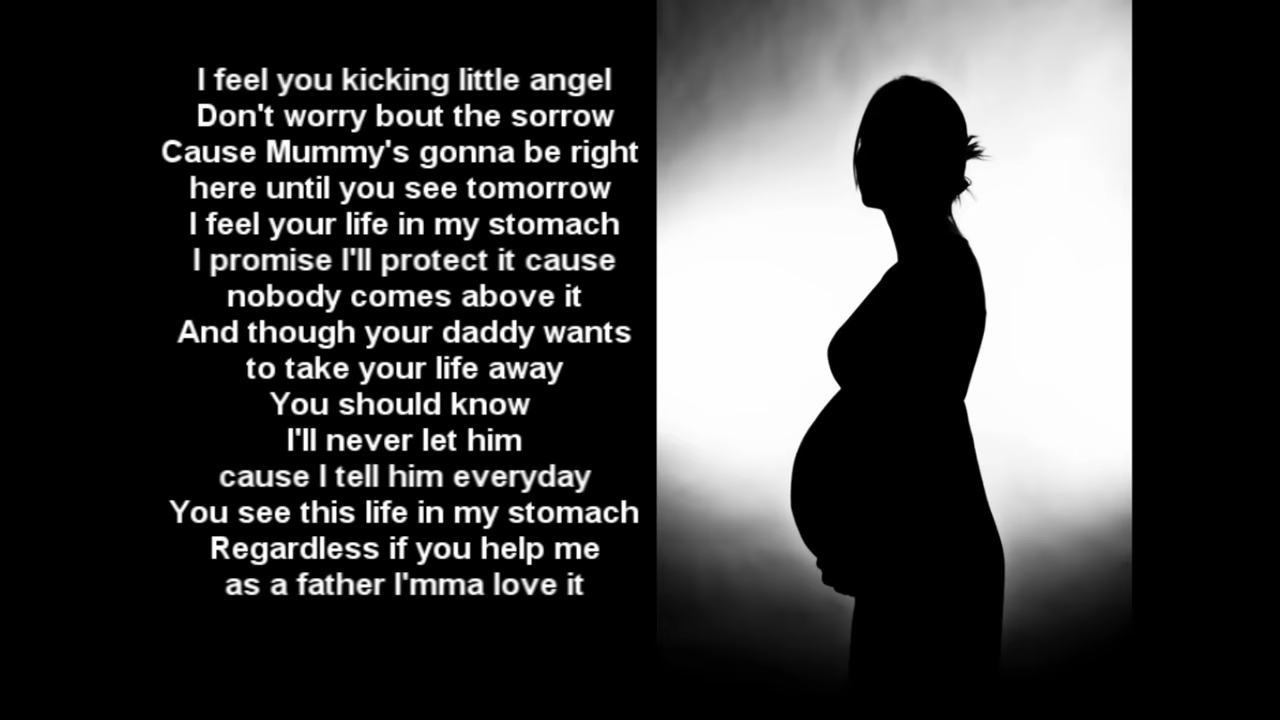 I feel you kicking little angel
Don't worry bout the sorrow
Cause Mummy's gonna be right
here until you see tomorrow
I feel your life in my stomach
I promise I'll protect it cause
nobody comes above it
And though your daddy wants
to take your life away
You should know
I'll never let him
cause I tell him everyday
You see this life in my stomach
Regardless if you help me
as a father I'mma love it